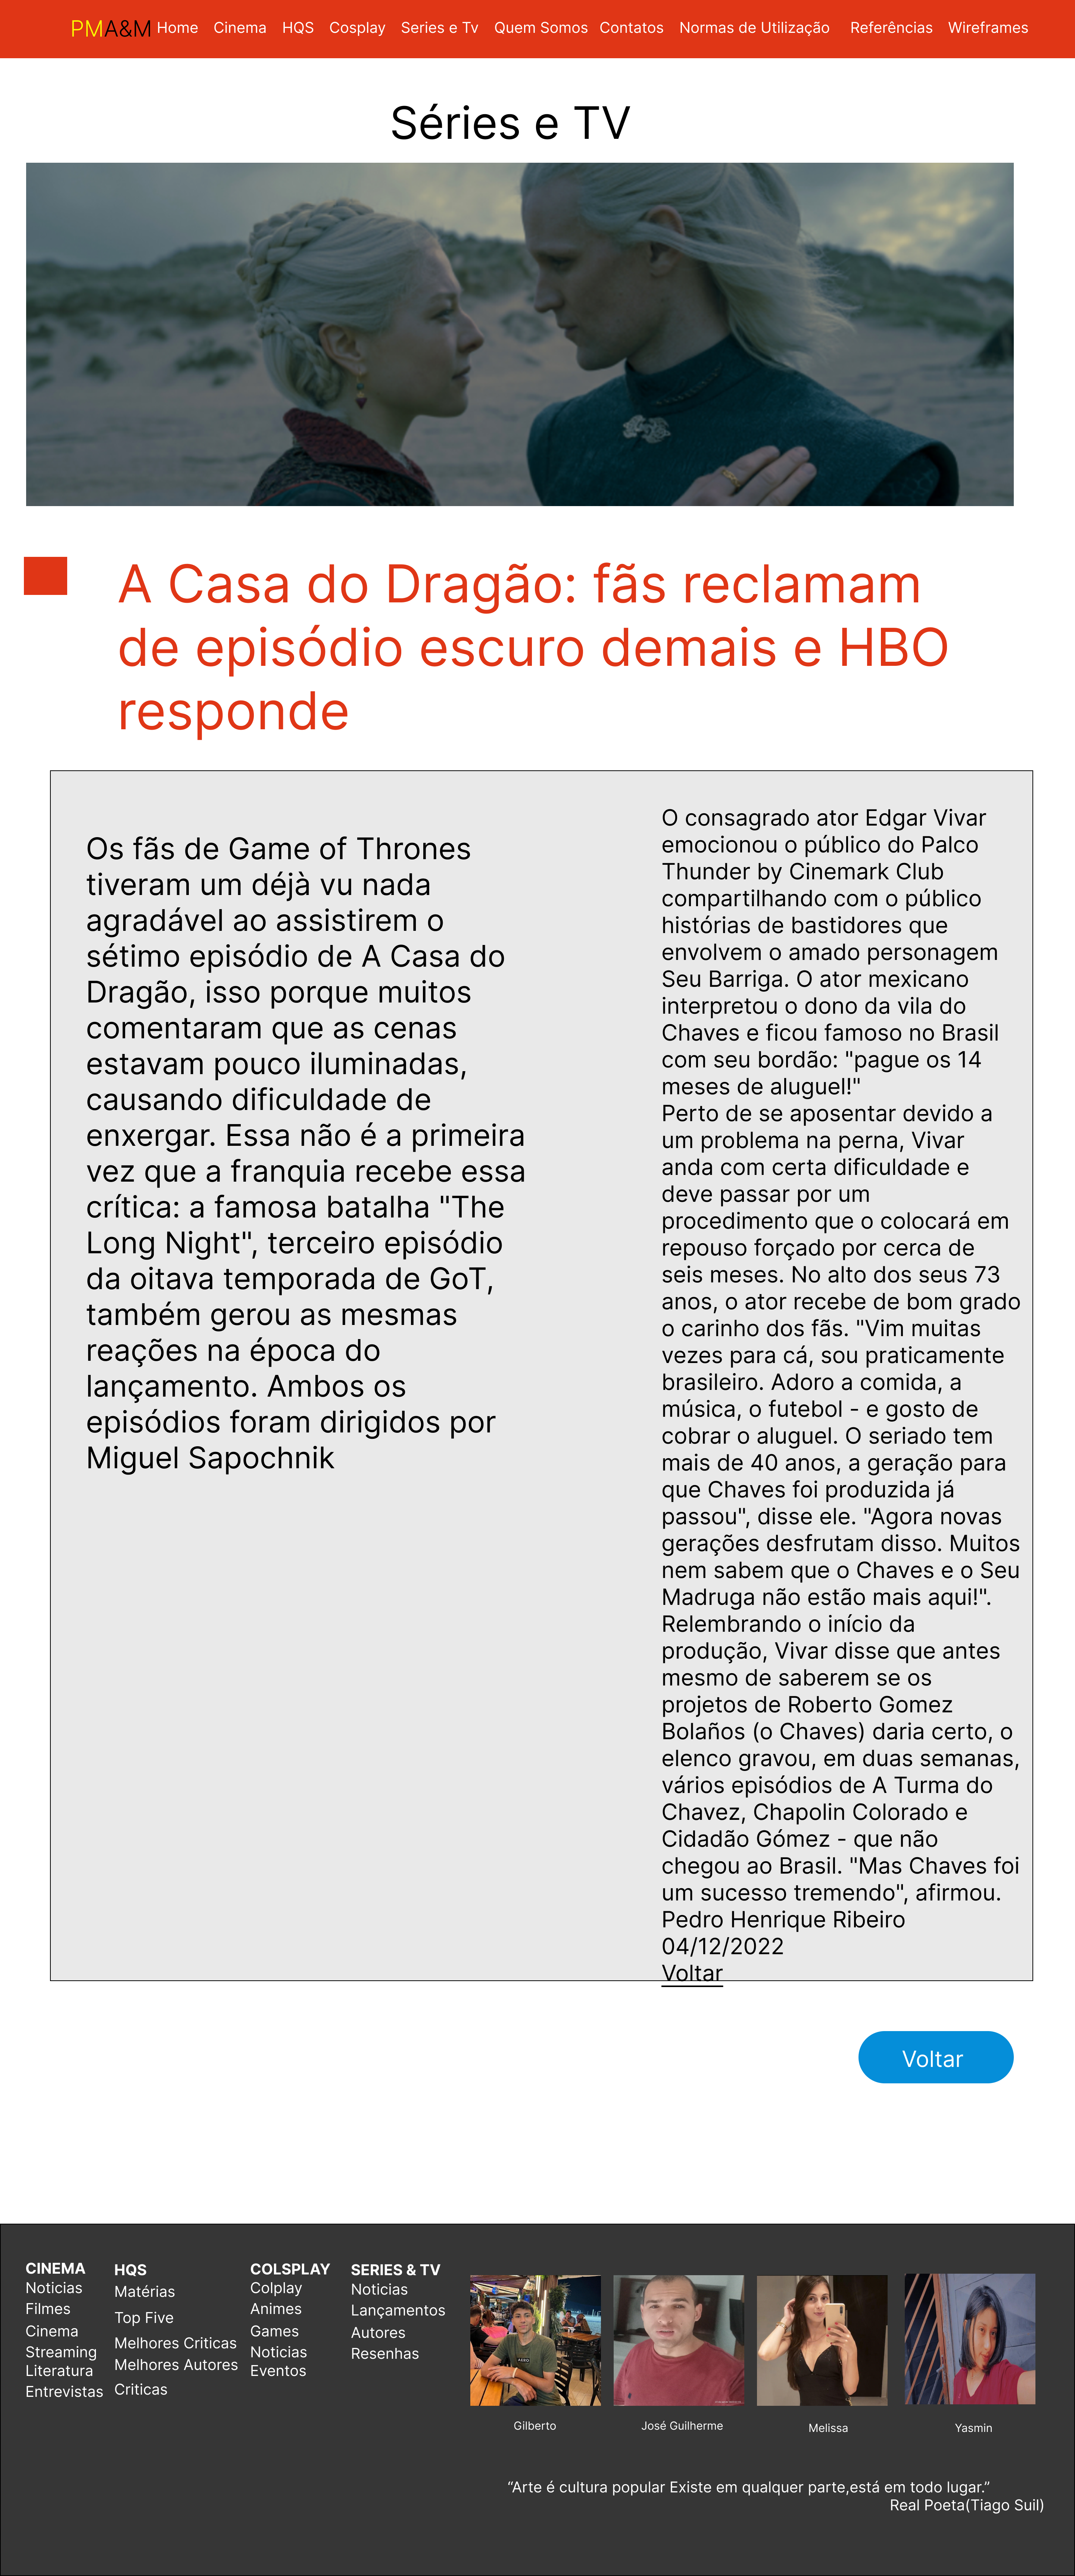 PMA&M Home Cinema HQS Cosplay Series e Tv Quem Somos Contatos Normas de Utilização Referências Wireframes
Séries e TV
A Casa do Dragão: fãs reclamam
de episódio escuro demais e HBO
responde
Os fãs de Game of Thrones
tiveram um déjà vu nada
agradável ao assistirem o
sétimo episódio de A Casa do
Dragão, isso porque muitos
comentaram que as cenas
estavam pouco iluminadas,
causando dificuldade de
enxergar. Essa não é a primeira
vez que a franquia recebe essa
crítica: a famosa batalha "The
Long Night", terceiro episódio
da oitava temporada de GoT,
também gerou as mesmas
reações na época do
lançamento. Ambos os
episódios foram dirigidos por
Miguel Sapochnik
O consagrado ator Edgar Vivar
emocionou o público do Palco
Thunder by Cinemark Club
compartilhando com o público
histórias de bastidores que
envolvem o amado personagem
Seu Barriga. O ator mexicano
interpretou o dono da vila do
Chaves e ficou famoso no Brasil
com seu bordão: "pague os 14
meses de aluguel!"
Perto de se aposentar devido a
um problema na perna, Vivar
anda com certa dificuldade e
deve passar por um
procedimento que o colocará em
repouso forçado por cerca de
seis meses. No alto dos seus 73
anos, o ator recebe de bom grado
o carinho dos fãs. "Vim muitas
vezes para cá, sou praticamente
brasileiro. Adoro a comida, a
música, o futebol - e gosto de
cobrar o aluguel. O seriado tem
mais de 40 anos, a geração para
que Chaves foi produzida já
passou", disse ele. "Agora novas
gerações desfrutam disso. Muitos
nem sabem que o Chaves e o Seu
Madruga não estão mais aqui!".
Relembrando o início da
produção, Vivar disse que antes
mesmo de saberem se os
projetos de Roberto Gomez
Bolaños (o Chaves) daria certo, o
elenco gravou, em duas semanas,
vários episódios de A Turma do
Chavez, Chapolin Colorado e
Cidadão Gómez - que não
chegou ao Brasil. "Mas Chaves foi
um sucesso tremendo", afirmou.
Pedro Henrique Ribeiro
04/12/2022
Voltar
Voltar
CINEMA
Noticias
Filmes
Cinema
Streaming
Literatura
Entrevistas
HQS
Matérias
Top Five
Melhores Criticas
Melhores Autores
Criticas
COLSPLAY
Colplay
Animes
Games
Noticias
Eventos
SERIES & TV
Noticias
Lançamentos
Autores
Resenhas
Gilberto
José Guilherme
Melissa
Yasmin
“Arte é cultura popular Existe em qualquer parte,está em todo lugar.”
Real Poeta(Tiago Suil)